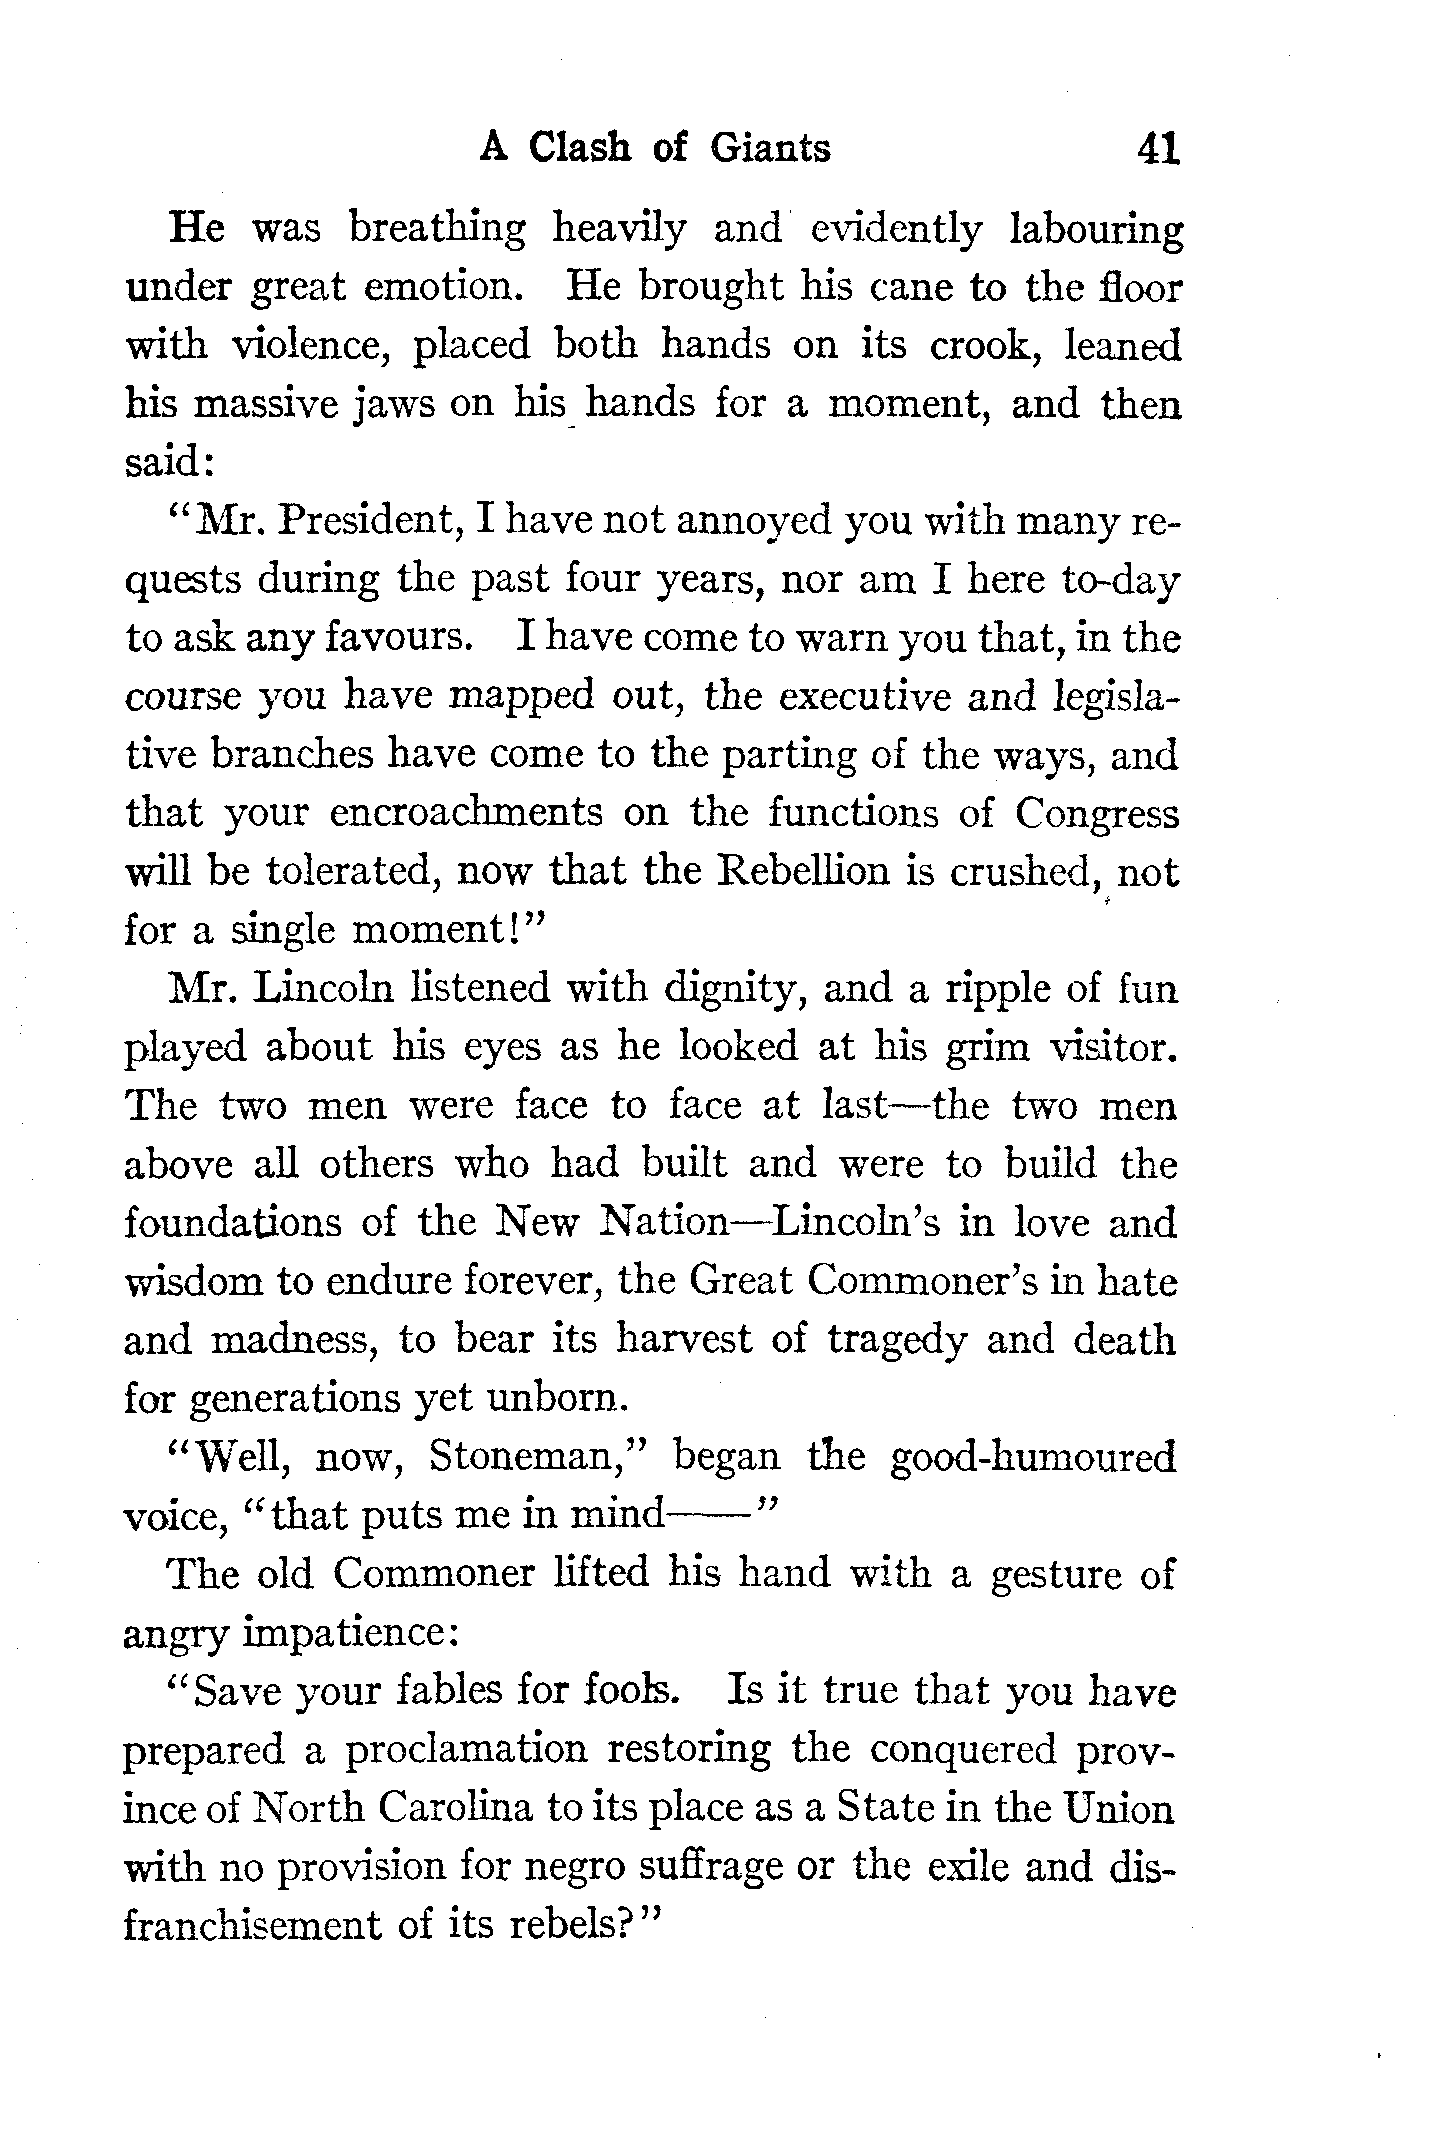 A Clash of Giants 41
He was breathing heavily and evidently labouring
under great emotion. He brought his cane to the floor
with violence, placed both hands on its crook, leaned
his massive jaws on his hands for a moment, and then
said:
“Mr. President, I have not annoyed you with many re-
quests during the past four years, nor am I here to-day
to ask any favours. I have come to warn you that, in the
course you have mapped out, the executive and legisla-
tive branches have come to the parting of the ways, and
that your encroachments on the functions of Congress
will be tolerated, now that the Rebellion is crushed, not
for a single moment!”
Mr. Lincoln listened with dignity, and a ripple of fun
played about his eyes as he looked at his grim visitor.
The two men were face to face at last—the two men
above all others who had built and were to build the
foundations of the New Nation—Lincoln’s in love and
wisdom to endure forever, the Great Commoner’s in hate
and madness, to bear its harvest of tragedy and death
for generations yet unborn.
“Well, now, Stoneman,” began the good-humoured
voice, “that puts me in mind——”
The old Commoner lifted his hand with a gesture of
angry impatience:
“Save your fables for fools. Is it true that you have
prepared a proclamation restoring the conquered prov-
ince of North Carolina to its place as a State in the Union
with no provision for negro suffrage or the exile and dis-
franchisement of its rebels?”